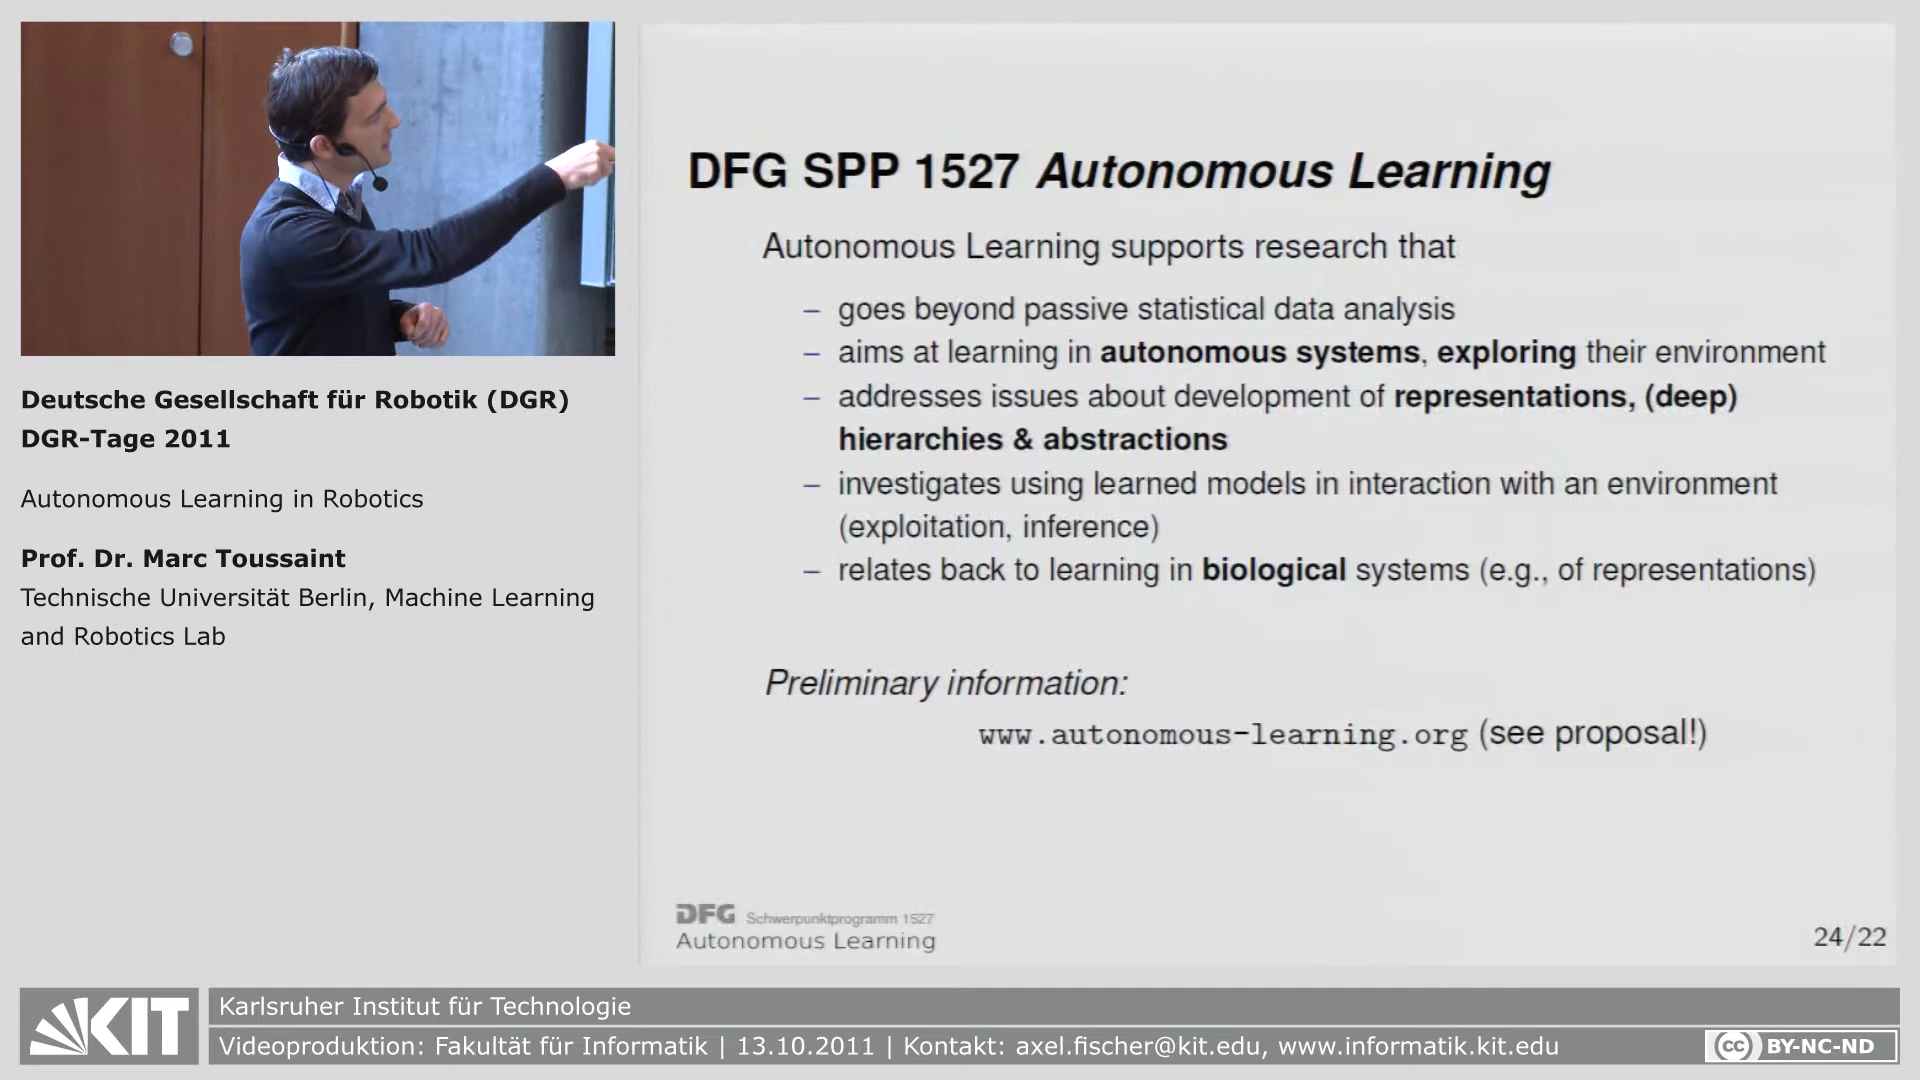 DFG SPP 1527 Autonomous Learning
Autonomous Learning supports research that
– goes beyond passive statistical data analysis
– aims at learning in autonomous systems, exploring their environment
– addresses issues about development of representations, (deep)
hierarchies & abstractions
– investigates using learned models in interaction with an environment
(exploitation, inference)
– relates back to learning in biological systems (e.g., of representations)
Preliminary information:
www.autonomous-learning.org (see proposal!)
DFG Schwerpunktprogramm 1527
Autonomous Learning
24/22
Deutsche Gesellschaft für Robotik (DGR)
DGR-Tage 2011
Autonomous Learning in Robotics
Prof. Dr. Marc Toussaint
Technische Universität Berlin, Machine Learning
and Robotics Lab
KIT
Karlsruher Institut für Technologie
Videoproduktion: Fakultät für Informatik | 13.10.2011 | Kontakt: axel.fischer@kit.edu, www.informatik.kit.edu
cc BY-NC-ND